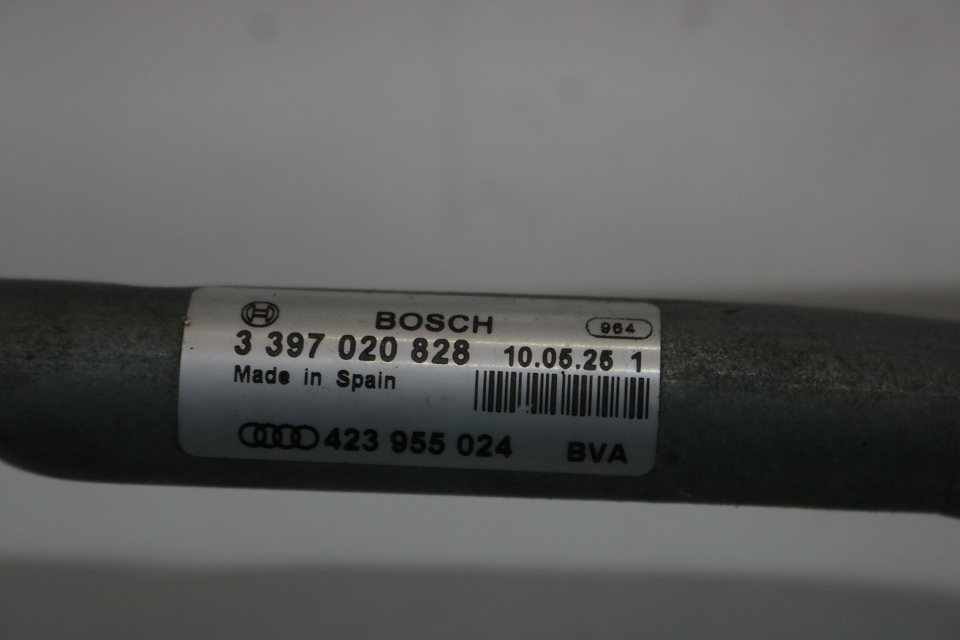 BOSCH 964
3 397 020 828 10.05.25 1
Made in Spain
423 955 024 BVA